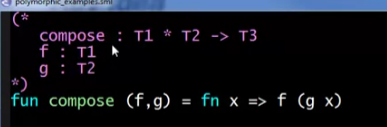 polymorphic_examples.sml
(*
compose : T1 * T2 -> T3
f : T1
g : T2
*)
fun compose (f,g) = fn x => f (g x)